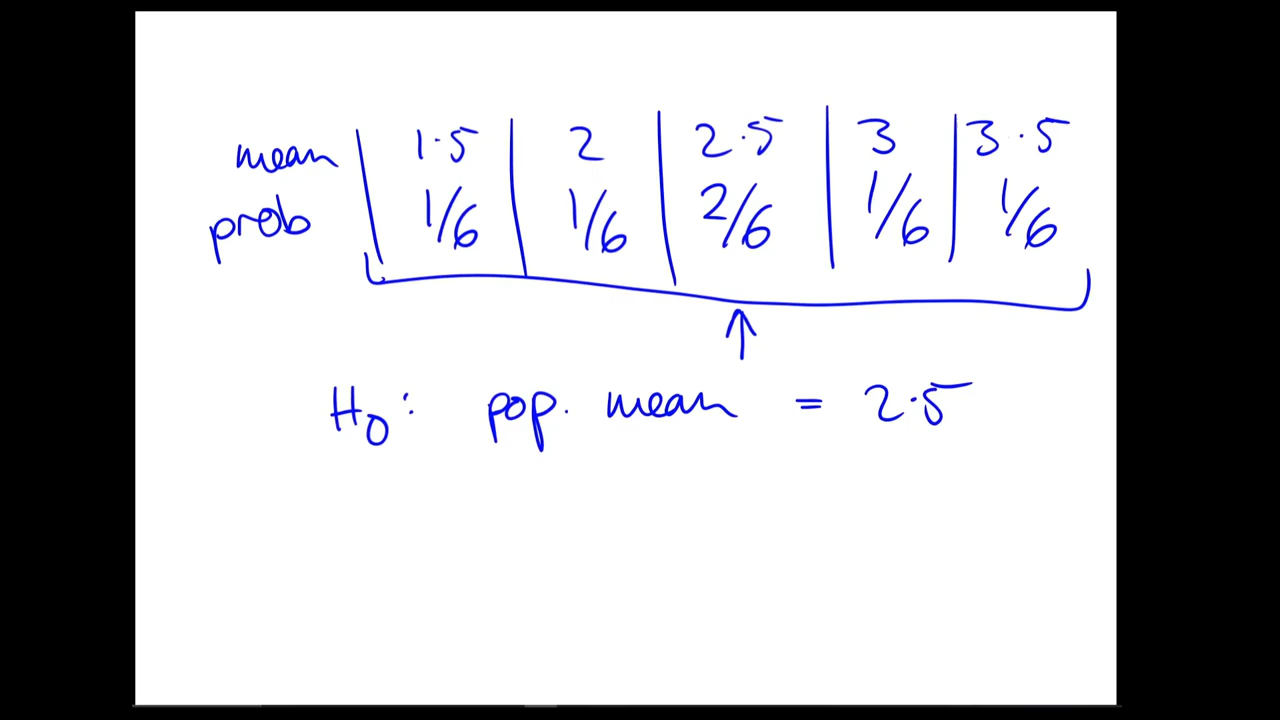 mean 1.5 2 2.5 3 3.5
prob 1/6 1/6 2/6 1/6 1/6
H0: pop. mean = 2.5